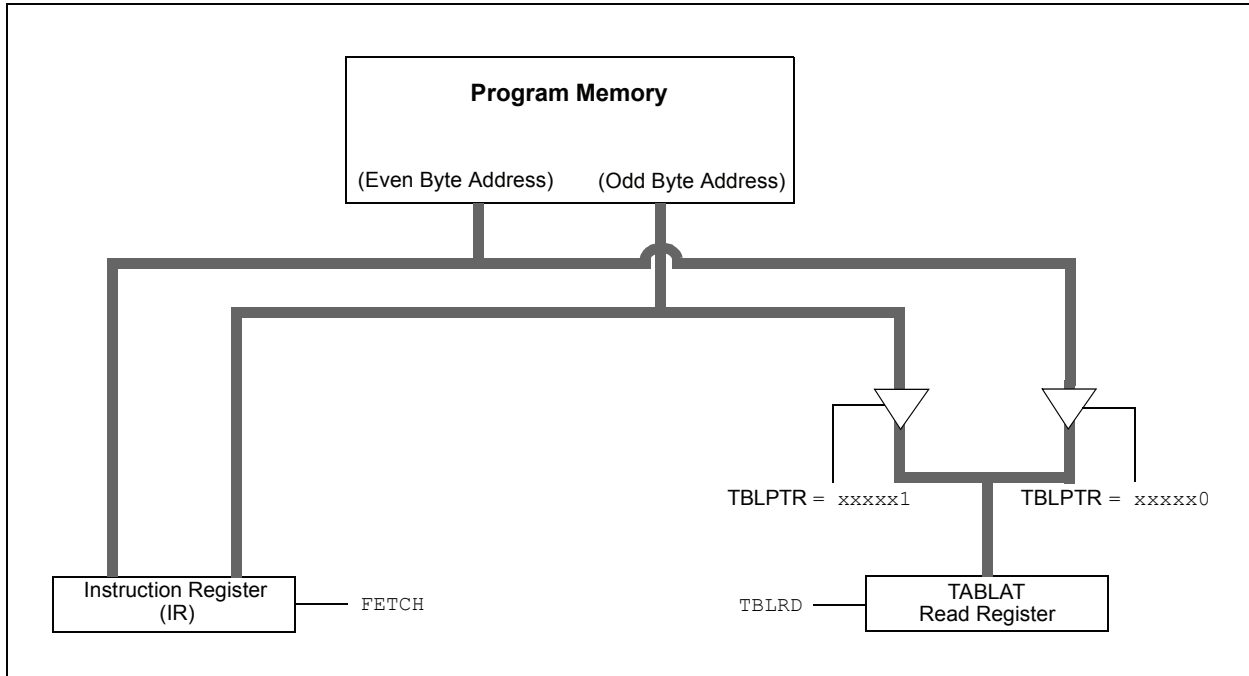 Program Memory
(Even Byte Address)
(Odd Byte Address)
TBLPTR = xxxxx1
TBLPTR = xxxxx0
Instruction Register
(IR)
FETCH
TBLRD
TABLAT
Read Register